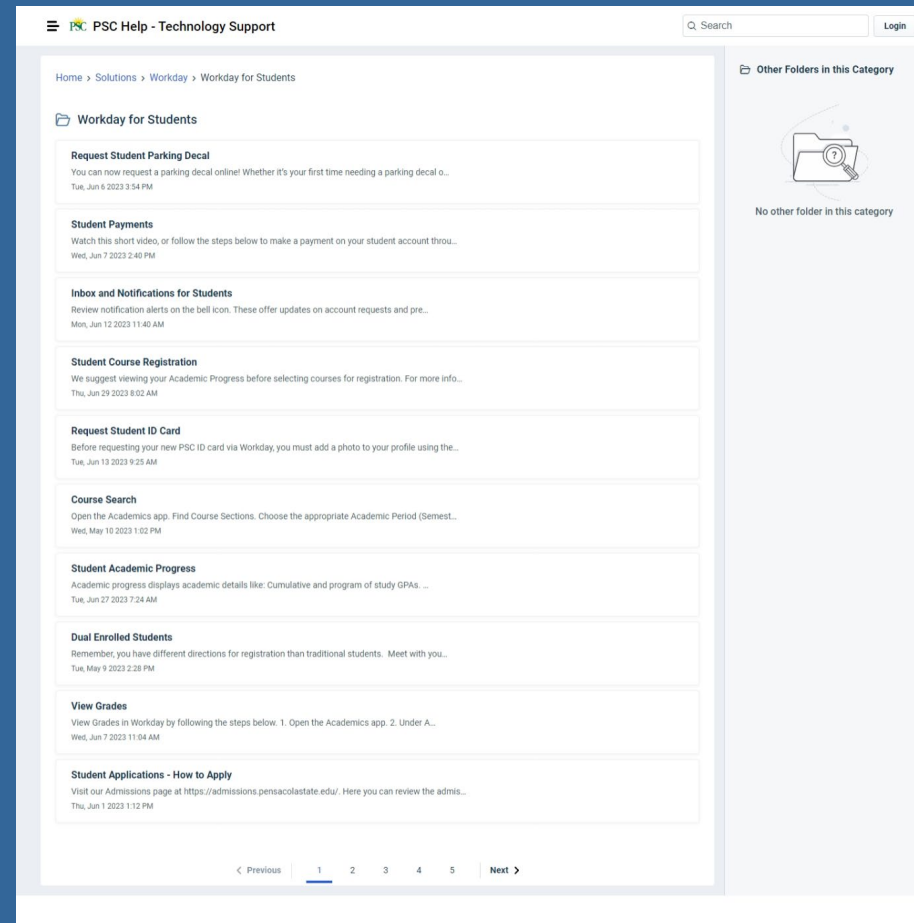 PSC PSC Help - Technology Support
Search
Login
Home > Solutions > Workday > Workday for Students
Workday for Students
Request Student Parking Decal
You can now request a parking decal online! Whether it's your first time needing a parking decal o...
Tue, Jun 6 2023 3:54 PM
Student Payments
Watch this short video, or follow the steps below to make a payment on your student account throu...
Wed, Jun 7 2023 2:40 PM
Inbox and Notifications for Students
Review notification alerts on the bell icon. These offer updates on account requests and pre...
Mon, Jun 12 2023 11:40 AM
Student Course Registration
We suggest viewing your Academic Progress before selecting courses for registration. For more info...
Thu, Jun 29 2023 8:02 AM
Request Student ID Card
Before requesting your new PSC ID card via Workday, you must add a photo to your profile using the...
Tue, Jun 13 2023 9:25 AM
Course Search
Open the Academics app. Find Course Sections. Choose the appropriate Academic Period (Semest...
Wed, May 10 2023 1:02 PM
Student Academic Progress
Academic progress displays academic details like: Cumulative and program of study GPAs. ...
Tue, Jun 27 2023 7:24 AM
Dual Enrolled Students
Remember, you have different directions for registration than traditional students. Meet with you...
Tue, May 9 2023 2:28 PM
View Grades
View Grades in Workday by following the steps below. 1. Open the Academics app. 2. Under A...
Wed, Jun 7 2023 11:04 AM
Student Applications - How to Apply
Visit our Admissions page at https://admissions.pensacolastate.edu/. Here you can review the admis...
Thu, Jun 1 2023 1:12 PM
< Previous 1 2 3 4 5 Next >
Other Folders in this Category
?
No other folder in this category